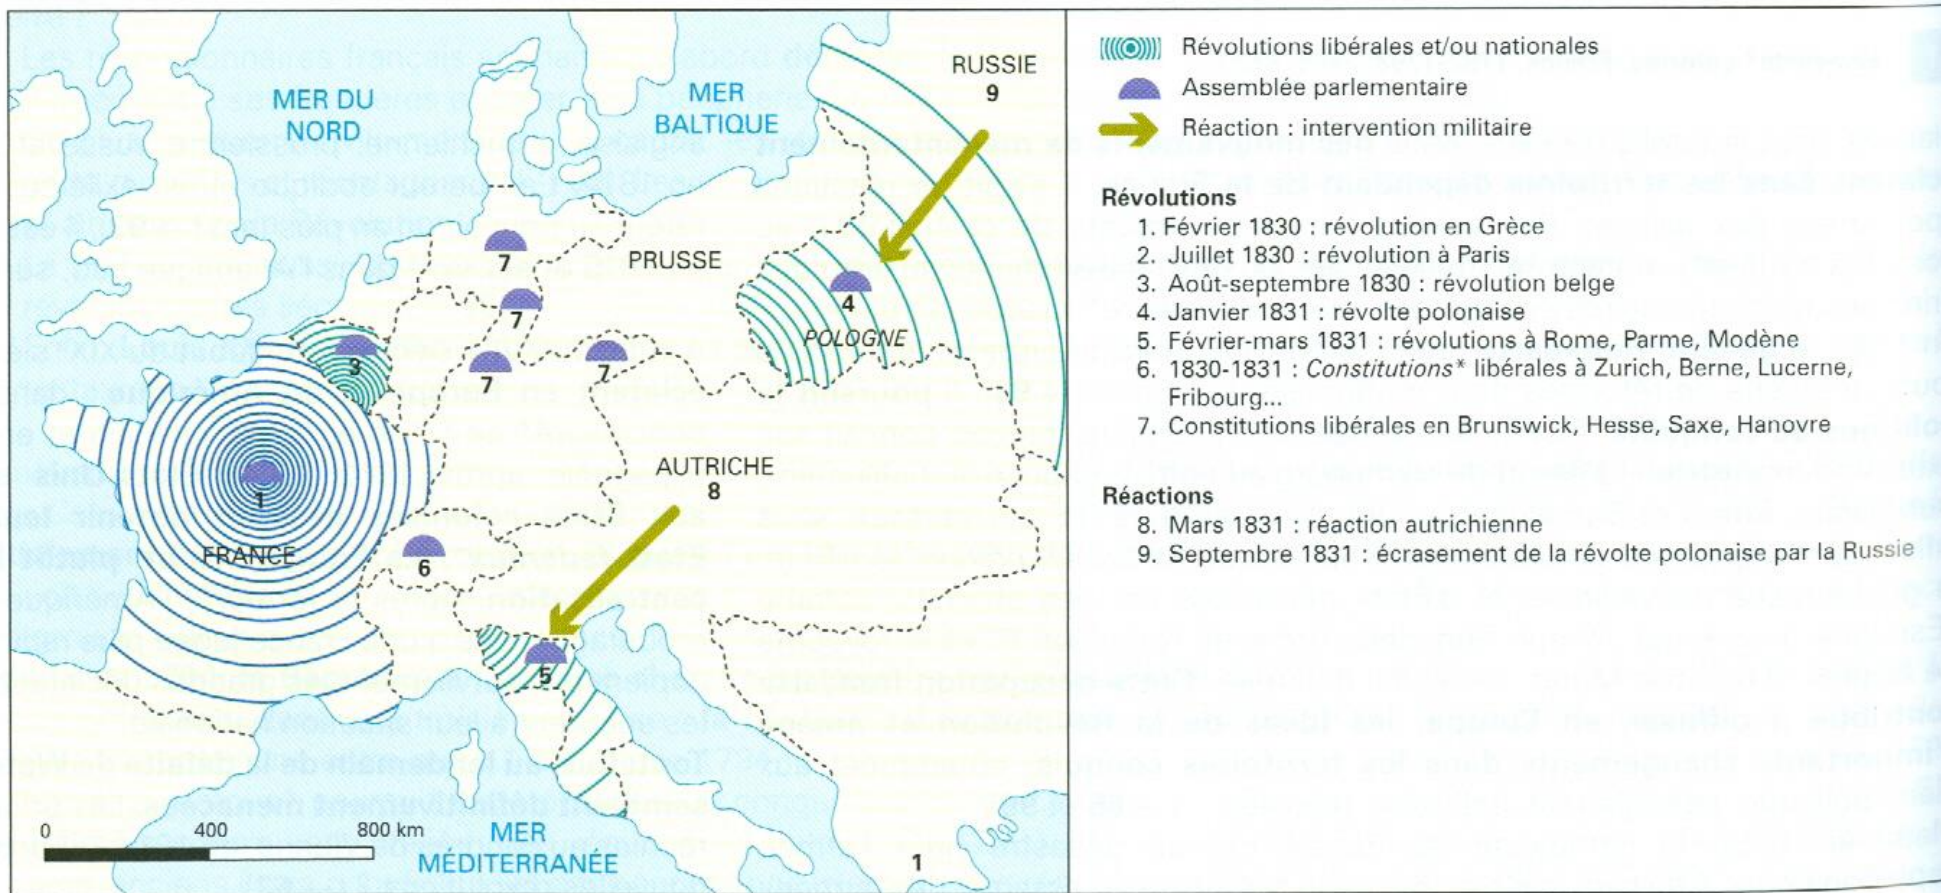 MER DU
NORD
MER
BALTIQUE
RUSSIE
9
7
PRUSSE
7
4
POLOGNE
3
7
7
1
AUTRICHE
8
FRANCE
6
5
0 400 800 km
MER
MÉDITERRANÉE
1
Révolutions libérales et/ou nationales
Assemblée parlementaire
Réaction : intervention militaire
Révolutions
1. Février 1830 : révolution en Grèce
2. Juillet 1830 : révolution à Paris
3. Août-septembre 1830 : révolution belge
4. Janvier 1831 : révolte polonaise
5. Février-mars 1831 : révolutions à Rome, Parme, Modène
6. 1830-1831 : Constitutions* libérales à Zurich, Berne, Lucerne,
Fribourg...
7. Constitutions libérales en Brunswick, Hesse, Saxe, Hanovre
Réactions
8. Mars 1831 : réaction autrichienne
9. Septembre 1831 : écrasement de la révolte polonaise par la Russie